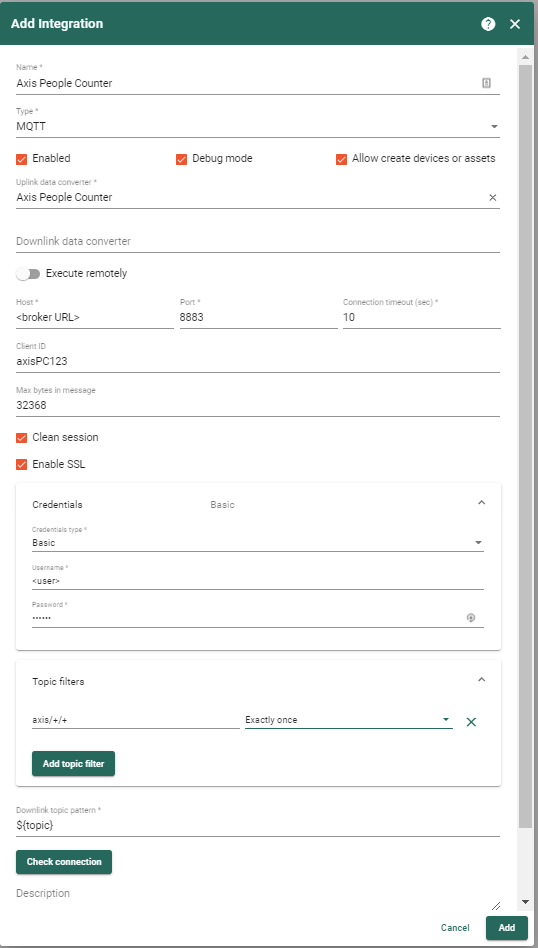 Add Integration ?
Name *
Axis People Counter
Type *
MQTT
Enabled Debug mode Allow create devices or assets
Uplink data converter *
Axis People Counter
Downlink data converter
Execute remotely
Host * Port * Connection timeout (sec) *
<broker URL> 8883 10
Client ID
axisPC123
Max bytes in message
32368
Clean session
Enable SSL
Credentials Basic
Credentials type *
Basic
Username *
<user>
Password *
••••••
Topic filters
axis/+/+ Exactly once
Add topic filter
Downlink topic pattern *
${topic}
Check connection
Description
Cancel Add